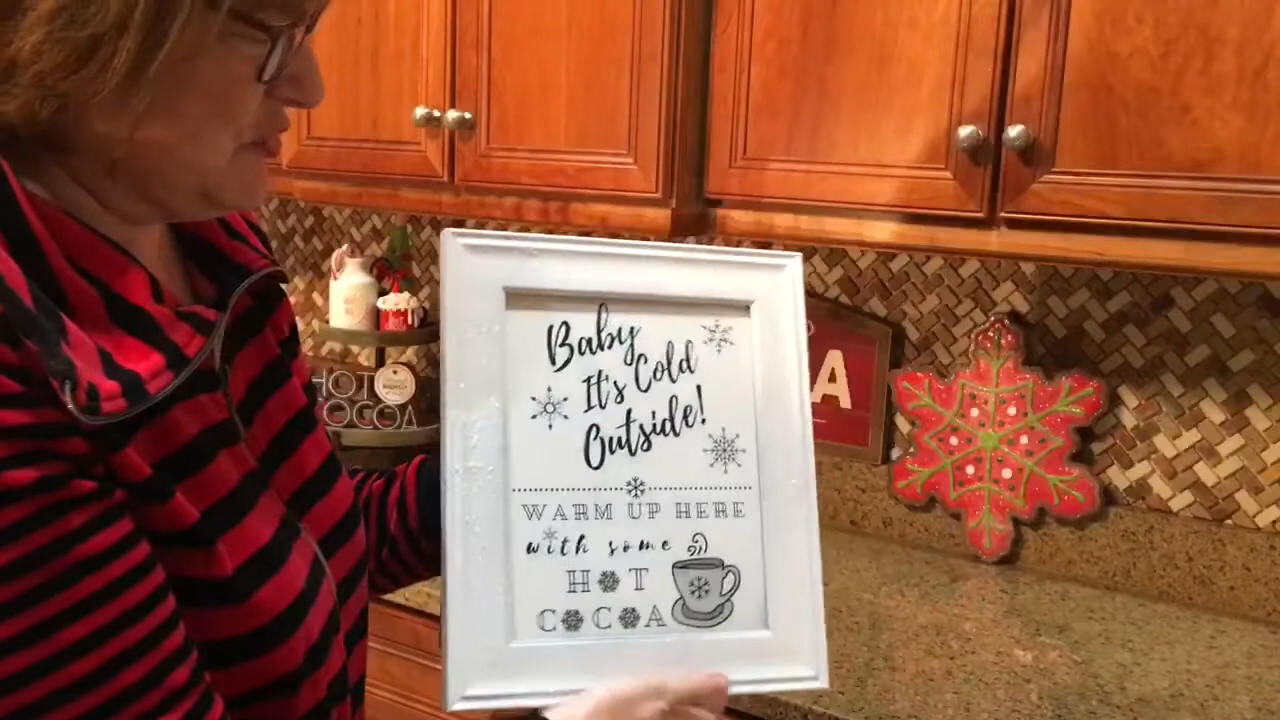 Baby
It's Cold
Outside!
WARM UP HERE
with some
HOT
COCOA
HOT
COCOA
A